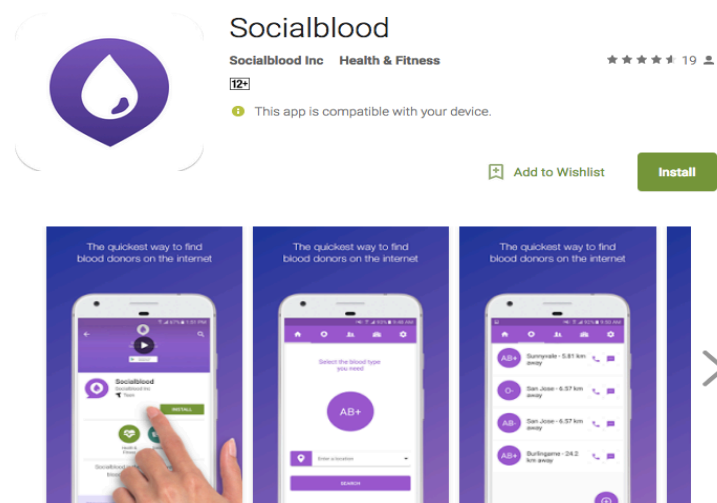 Socialblood
Socialblood Inc Health & Fitness
19
12+
This app is compatible with your device.
Add to Wishlist
Install
The quickest way to find
blood donors on the internet
The quickest way to find
blood donors on the internet
The quickest way to find
blood donors on the internet
Socialblood
Socialblood Inc
Teen
INSTALL
Health &
Fitness
Select the blood type
you need
AB+
Enter a location
SEARCH
AB+
Sunnyvale - 5.81 km
away
O-
San Jose - 6.57 km
away
AB-
San Jose - 6.57 km
away
AB+
Burlingame - 24.2
km away